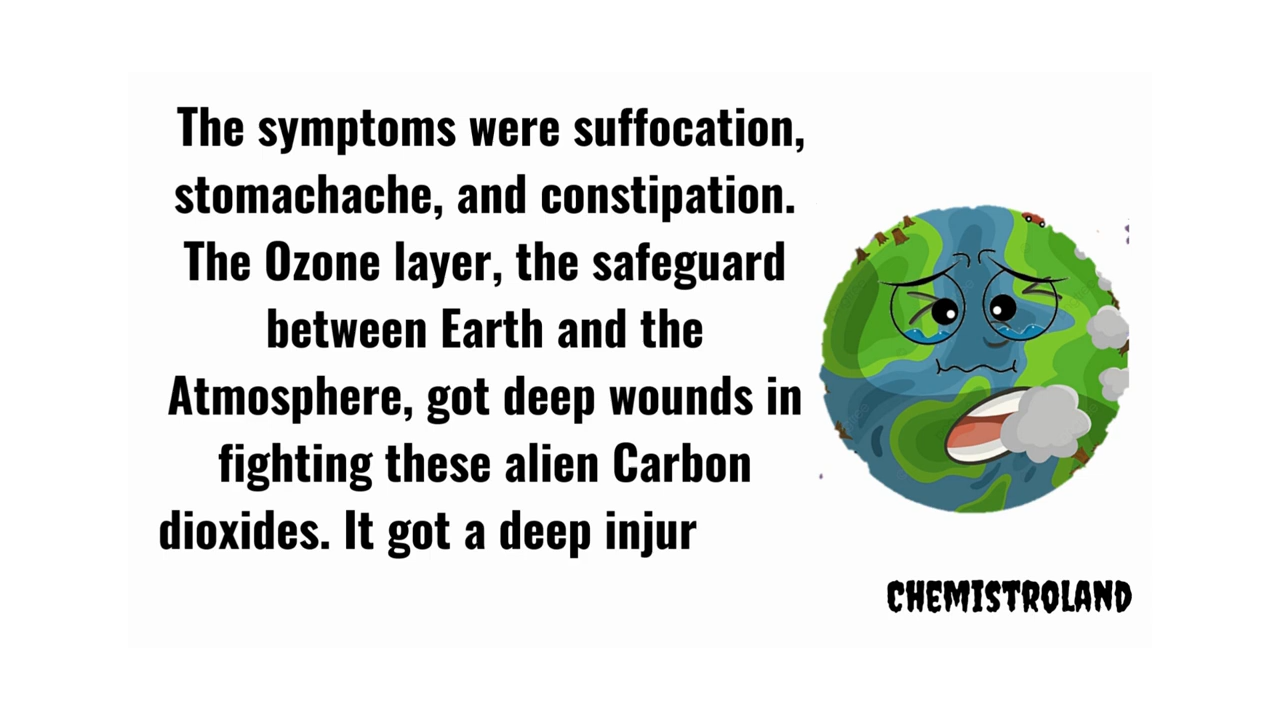 The symptoms were suffocation,
stomachache, and constipation.
The Ozone layer, the safeguard
between Earth and the
Atmosphere, got deep wounds in
fighting these alien Carbon
dioxides. It got a deep injur
CHEMISTROLAND